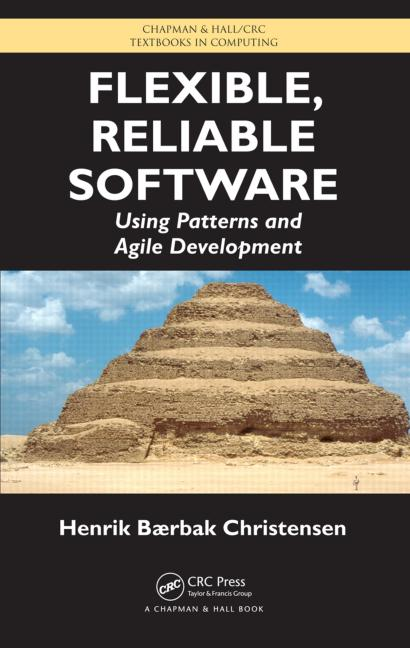 CHAPMAN & HALL/CRC
TEXTBOOKS IN COMPUTING
FLEXIBLE,
RELIABLE
SOFTWARE
Using Patterns and
Agile Development
Henrik Bærbak Christensen
CRC
CRC Press
Taylor & Francis Group
A CHAPMAN & HALL BOOK